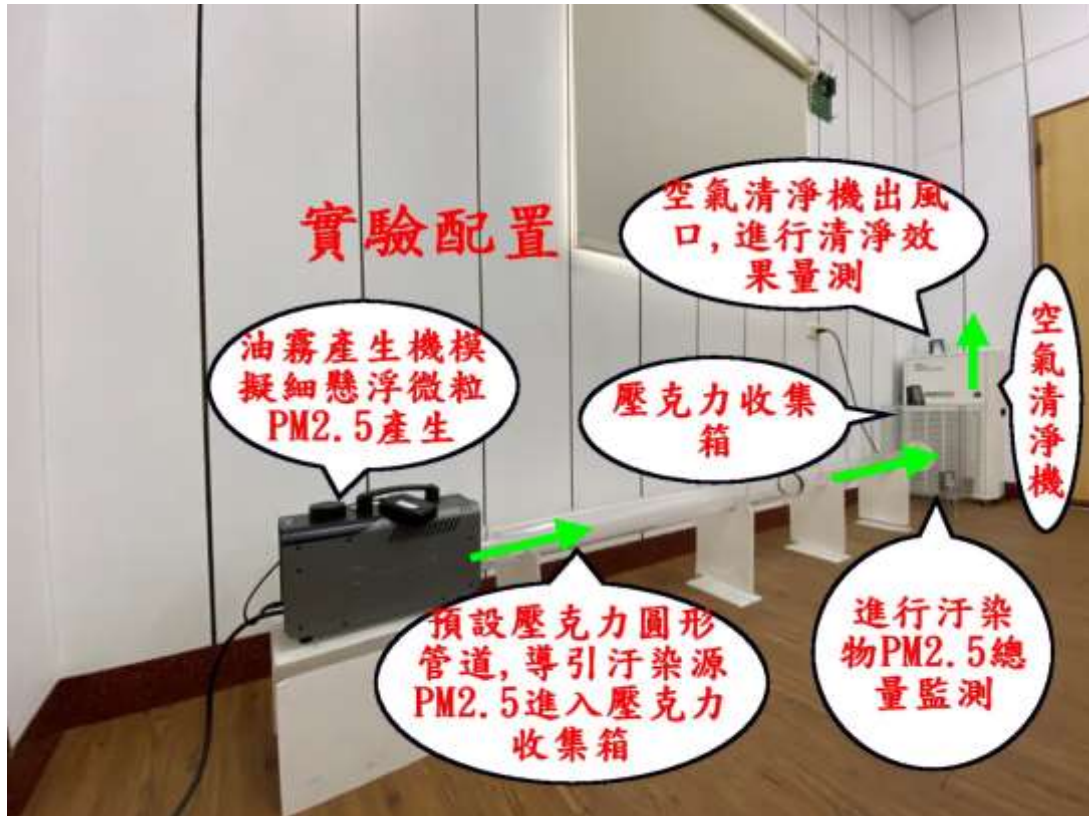 實驗配置
空氣清淨機出風
口,進行清淨效
果量測
空
氣
清
淨
機
油霧產生機模
擬細懸浮微粒
PM2.5產生
壓克力收集
箱
預設壓克力圓形
管道,導引汙染源
PM2.5進入壓克力
收集箱
進行汙染
物PM2.5總
量監測